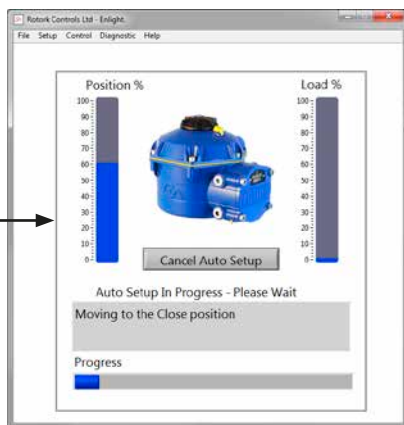 Rotork Controls Ltd - Enlight.
File Setup Control Diagnostic Help
Position % Load %
100 100
90 90
80 80
70 70
60 60
50 50
40 40
30 30
20 20
10 10
0 0
Cancel Auto Setup
Auto Setup In Progress - Please Wait
Moving to the Close position
Progress